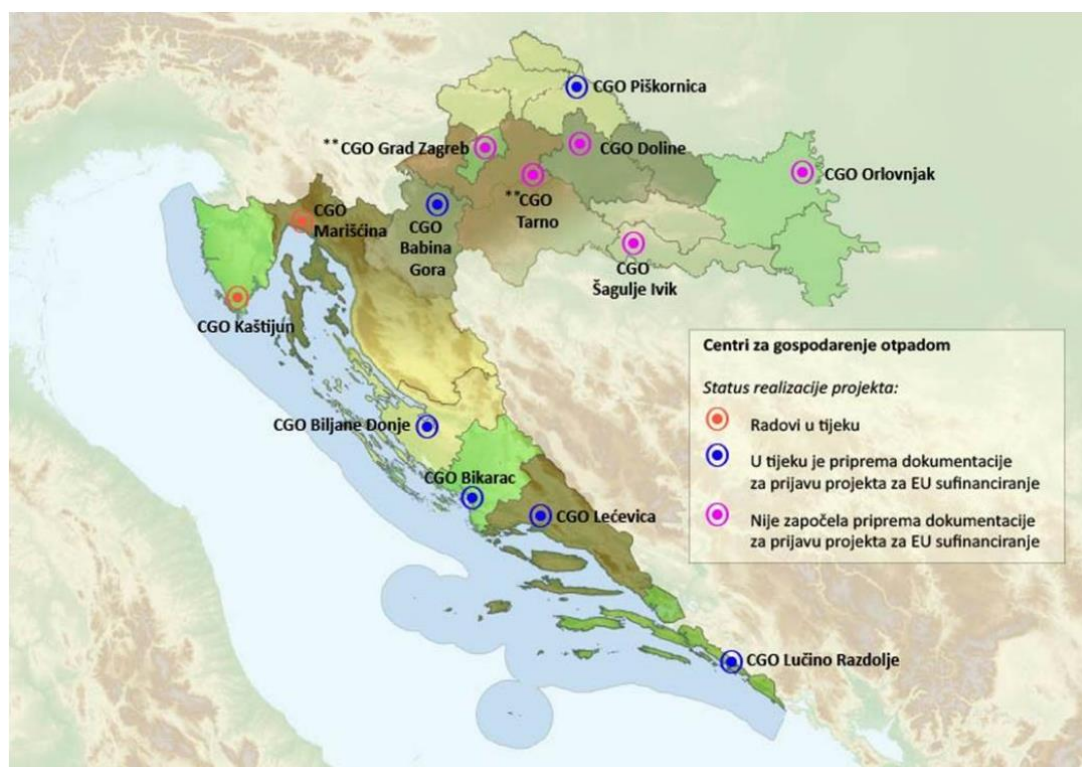 CGO Piškornica
**CGO Grad Zagreb
CGO Doline
CGO Orlovnjak
**CGO
Tarno
CGO
Marišćina
CGO
Babina
Gora
CGO
Šagulje Ivik
CGO Kaštijun
CGO Biljane Donje
CGO Bikarac
CGO Lećevica
CGO Lučino Razdolje
Centri za gospodarenje otpadom
Status realizacije projekta:
Radovi u tijeku
U tijeku je priprema dokumentacije
za prijavu projekta za EU sufinanciranje
Nije započela priprema dokumentacije
za prijavu projekta za EU sufinanciranje